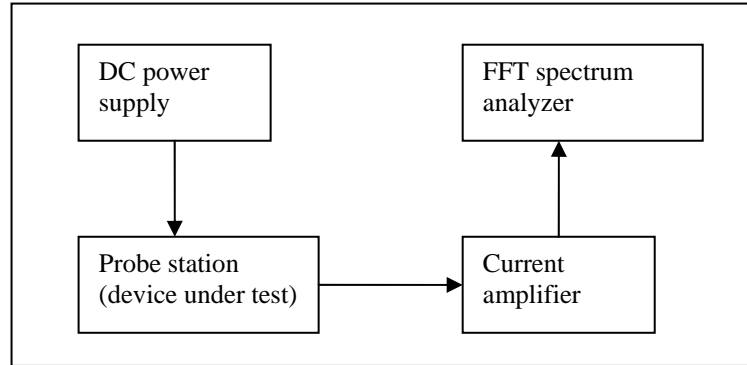 DC power
supply
FFT spectrum
analyzer
Probe station
(device under test)
Current
amplifier